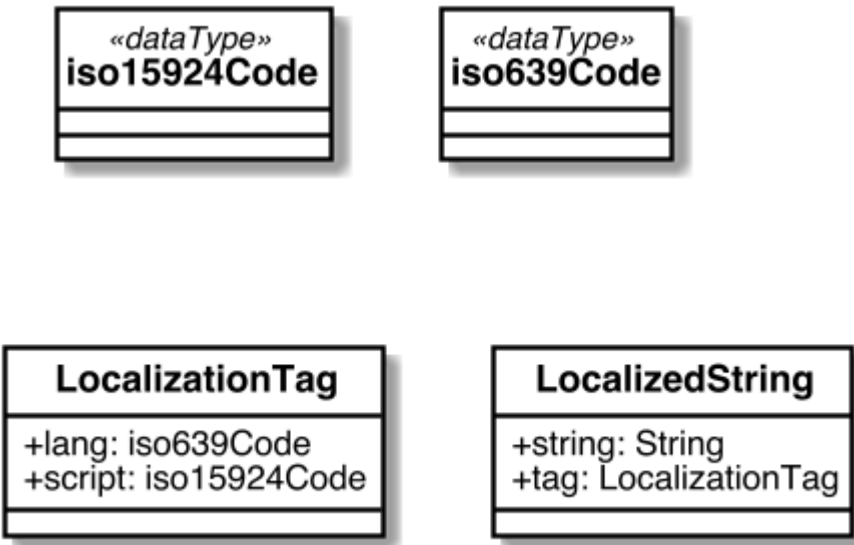 «dataType»
iso15924Code
«dataType»
iso639Code
LocalizationTag
+lang: iso639Code
+script: iso15924Code
LocalizedString
+string: String
+tag: LocalizationTag